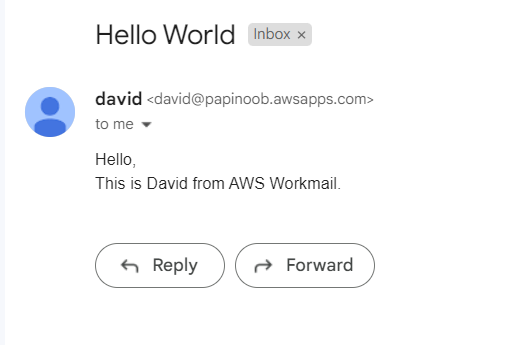 Hello World Inbox ×
david <david@papinoob.awsapps.com>
to me
Hello,
This is David from AWS Workmail.
Reply Forward